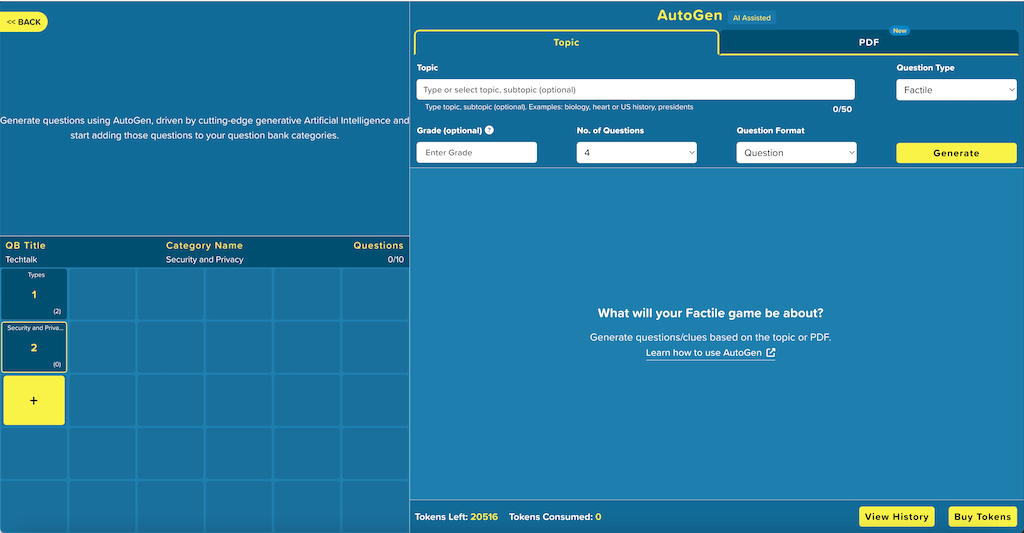 << BACK
Generate questions using AutoGen, driven by cutting-edge generative Artificial Intelligence and
start adding those questions to your question bank categories.
QB Title
Category Name
Questions
Techtalk
Security and Privacy
0/10
Types
1
(2)
Security and Priva...
2
(0)
+
AutoGen
AI Assisted
Topic
PDF
New
Topic
Question Type
Type or select topic, subtopic (optional)
Factile
Type topic, subtopic (optional). Examples: biology, heart or US history, presidents
0/50
Grade (optional) ?
No. of Questions
Question Format
Enter Grade
4
Question
Generate
What will your Factile game be about?
Generate questions/clues based on the topic or PDF.
Learn how to use AutoGen
Tokens Left: 20516 Tokens Consumed: 0
View History
Buy Tokens